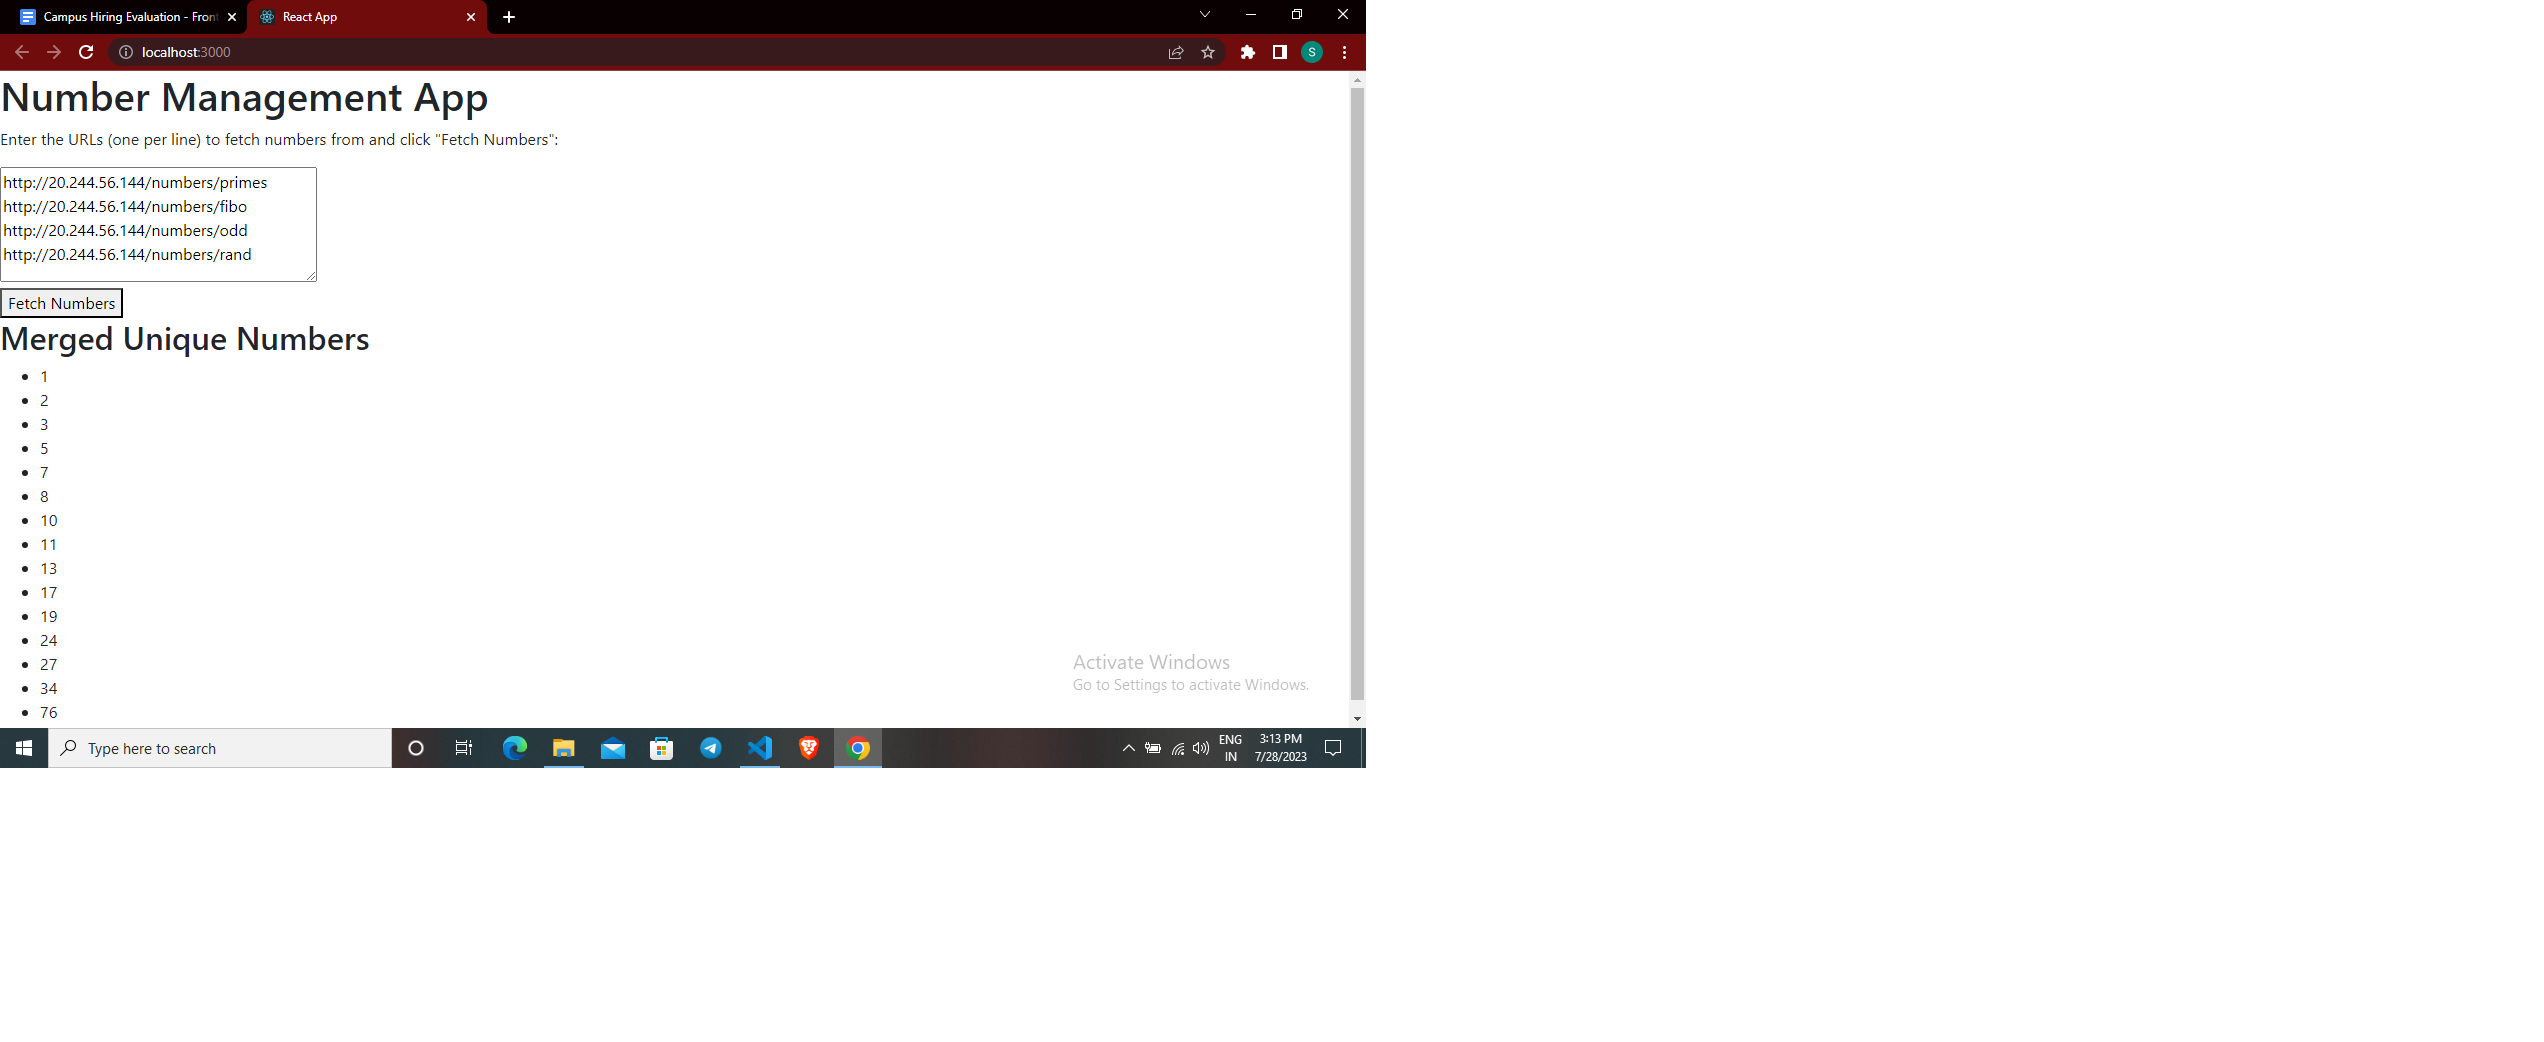 Campus Hiring Evaluation - Front
React App
localhost:3000
S
Number Management App
Enter the URLs (one per line) to fetch numbers from and click "Fetch Numbers":
http://20.244.56.144/numbers/primes
http://20.244.56.144/numbers/fibo
http://20.244.56.144/numbers/odd
http://20.244.56.144/numbers/rand
Fetch Numbers
Merged Unique Numbers
• 1
• 2
• 3
• 5
• 7
• 8
• 10
• 11
• 13
• 17
• 19
• 24
• 27
• 34
• 76
Activate Windows
Go to Settings to activate Windows.
Type here to search
ENG
IN
3:13 PM
7/28/2023